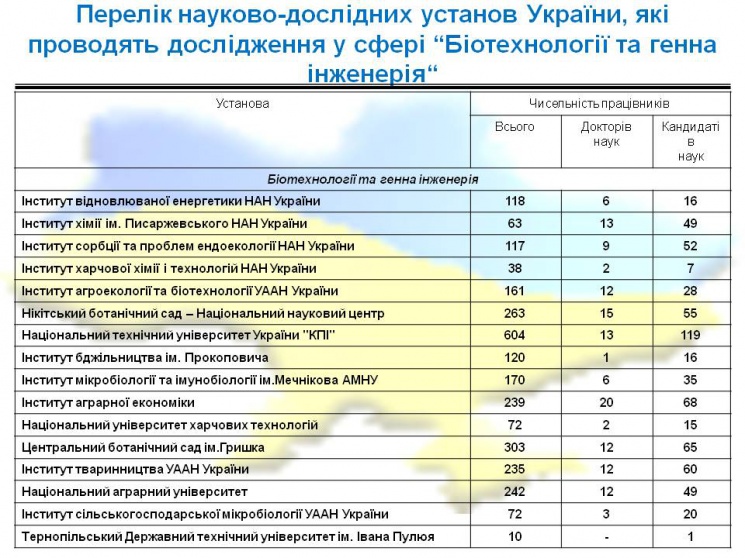 Перелік науково-дослідних установ України, які
проводять дослідження у сфері “Біотехнології та генна
інженерія“
Установа Чисельність працівників
Всього Докторів наук Кандидаті в наук
Біотехнології та генна інженерія
Інститут відновлюваної енергетики НАН України 118 6 16
Інститут хімії ім. Писаржевського НАН України 63 13 49
Інститут сорбції та проблем ендоекології НАН України 117 9 52
Інститут харчової хімії і технологій НАН України 38 2 7
Інститут агроекології та біотехнології УААН України 161 12 28
Нікітський ботанічний сад – Національний науковий центр 263 15 55
Національний технічний університет України "КПІ" 604 13 119
Інститут бджільництва ім. Прокоповича 120 1 16
Інститут мікробіології та імунобіології ім.Мечнікова АМНУ 170 6 35
Інститут аграрної економіки 239 20 68
Національний університет харчових технологій 72 2 15
Центральний ботанічний сад ім.Гришка 303 12 65
Інститут тваринництва УААН України 235 12 60
Національний аграрний університет 242 12 49
Інститут сільськогосподарської мікробіології УААН України 72 3 20
Тернопільський Державний технічний університет ім. Івана Пулюя 10 - 1